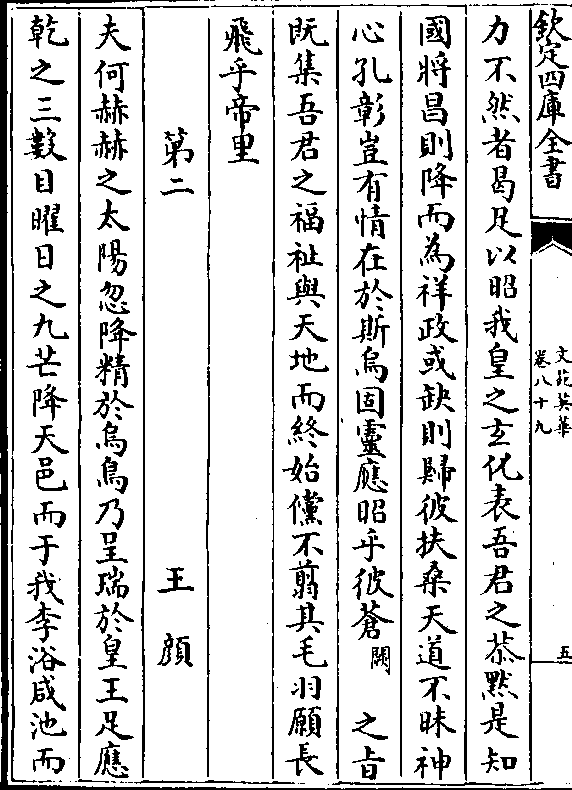 欽定四庫全書
文苑英華
卷八十九
五
力不然者曷足以昭我皇之玄化表吾君之恭黙是知
國將昌則降而為祥政或缺則歸彼扶桑天道不昧神
心孔彰豈有情在於斯烏固靈應昭乎彼蒼闕之旨
既集吾君之福祉與天地而終始儻不翦其毛羽願長
飛乎帝里
第二 王顔
夫何赫赫之太陽忽降精於烏鳥乃呈瑞於皇王足應
乾之三數目曜日之九芒降天邑而于我李浴咸池而